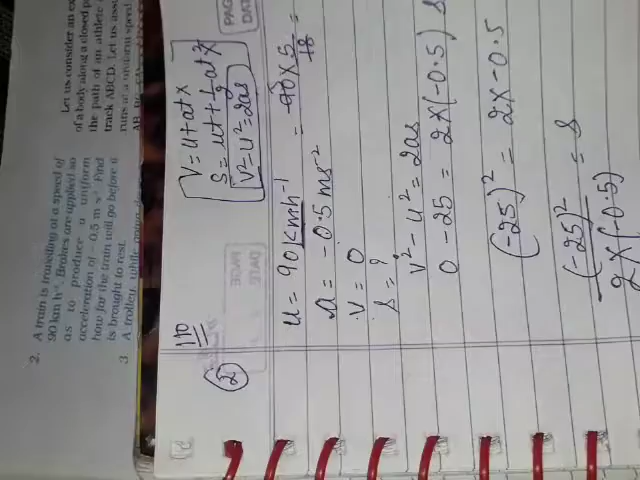 Let us consider an ex
of a body along a closed p
the path of an athlete
track ABCD. Let us ass
runs at a uniform speed
2. A train is travelling at a speed of
90 km h⁻¹. Brakes are applied so
as to produce a uniform
acceleration of – 0.5 m s⁻². Find
how far the train will go before it
is brought to rest.
3 A trolley, while
PAG
DATE
V = u + at x
S = ut + 1/2 at² x
V² - u² = 2as
110
②
u = 90 Kmh⁻¹ = 90 × 5/18 =
a = -0.5 ms⁻²
v = 0
s = ?
v² - u² = 2as
0 - 25 = 2 × (-0.5) s
(-25)² = 2 × -0.5
(-25)² / 2 × (-0.5) = s